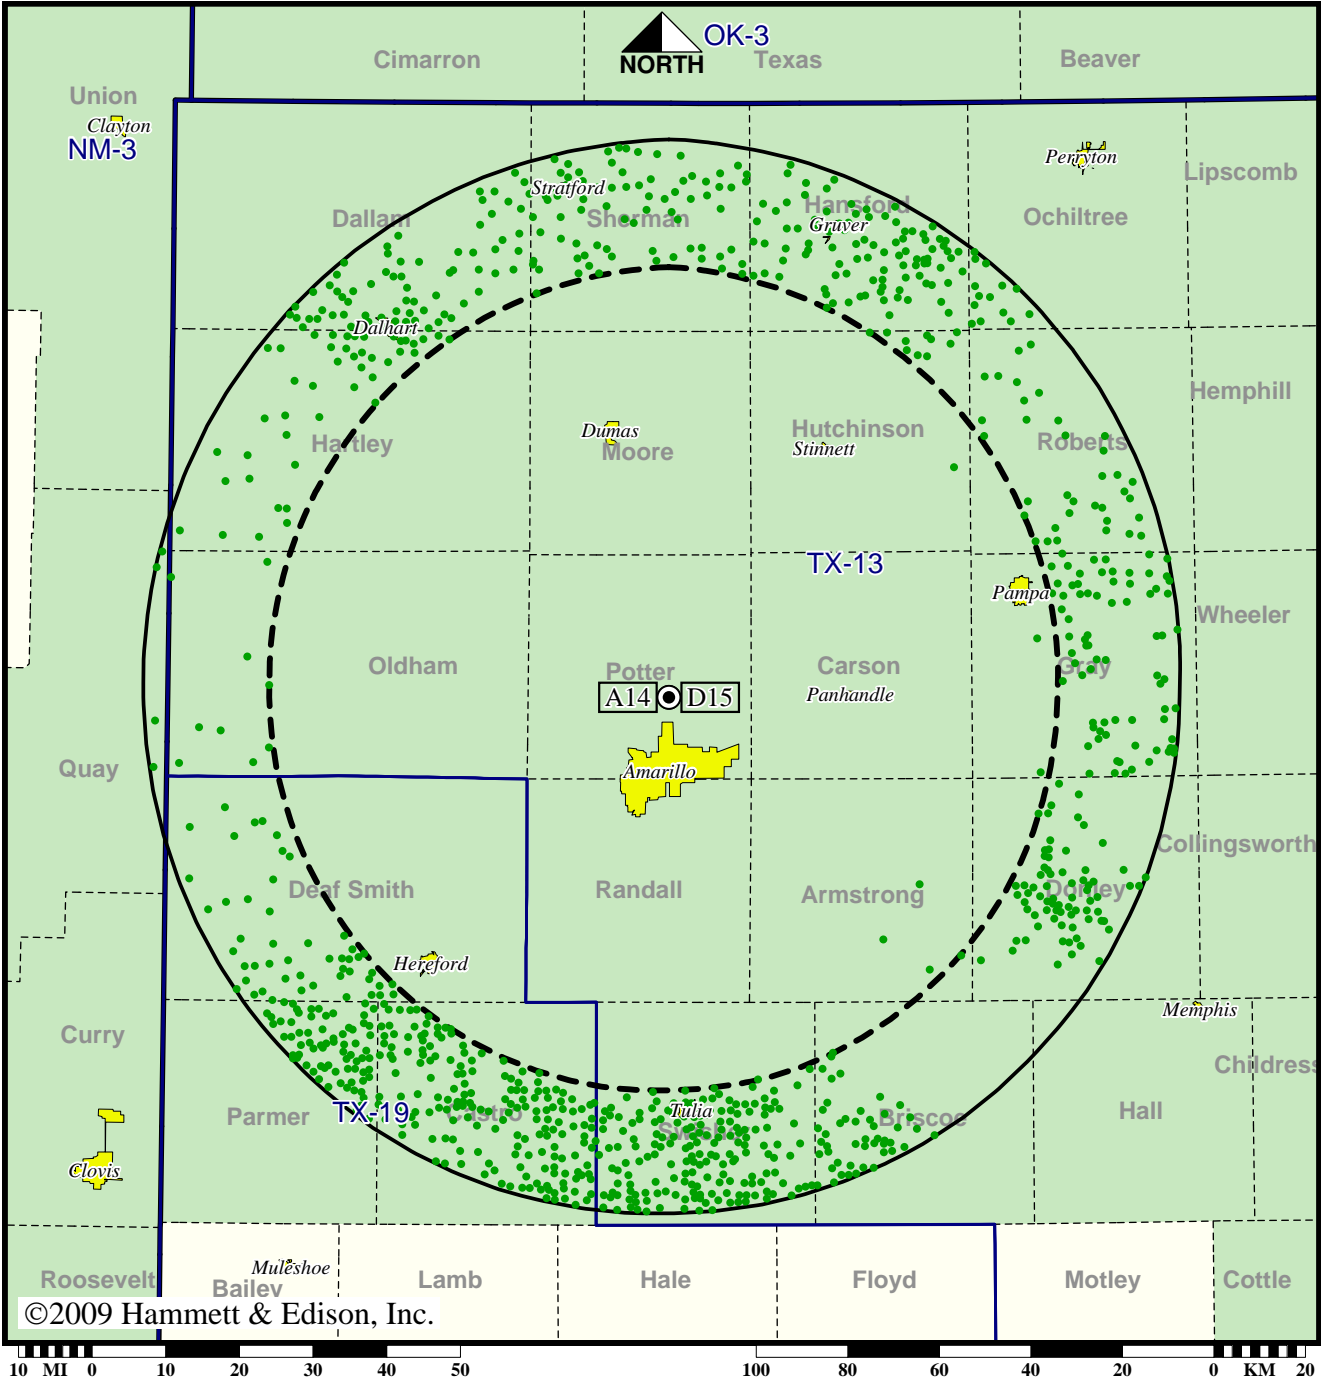 OK-3
NORTH
Cimarron
Texas
Beaver
Union
Clayton
NM-3
Perryton
Lipscomb
Stratford
Dallam
Sherman
Hansford
Gruver
Ochiltree
Dalhart
Hemphill
Dumas
Hartley
Moore
Hutchinson
Stinnett
Roberts
TX-13
Pampa
Wheeler
Oldham
Potter
Carson
Gray
A14
D15
Panhandle
Quay
Amarillo
Collingsworth
Deaf Smith
Randall
Armstrong
Donley
Hereford
Memphis
Curry
Childress
Parmer
TX-19
Castro
Tulia
Swisher
Briscoe
Hall
Clovis
Muleshoe
Roosevelt
Bailey
Lamb
Hale
Floyd
Motley
Cottle
©2009 Hammett & Edison, Inc.
10 MI 0 10 20 30 40 50
100 80 60 40 20 0 KM 20